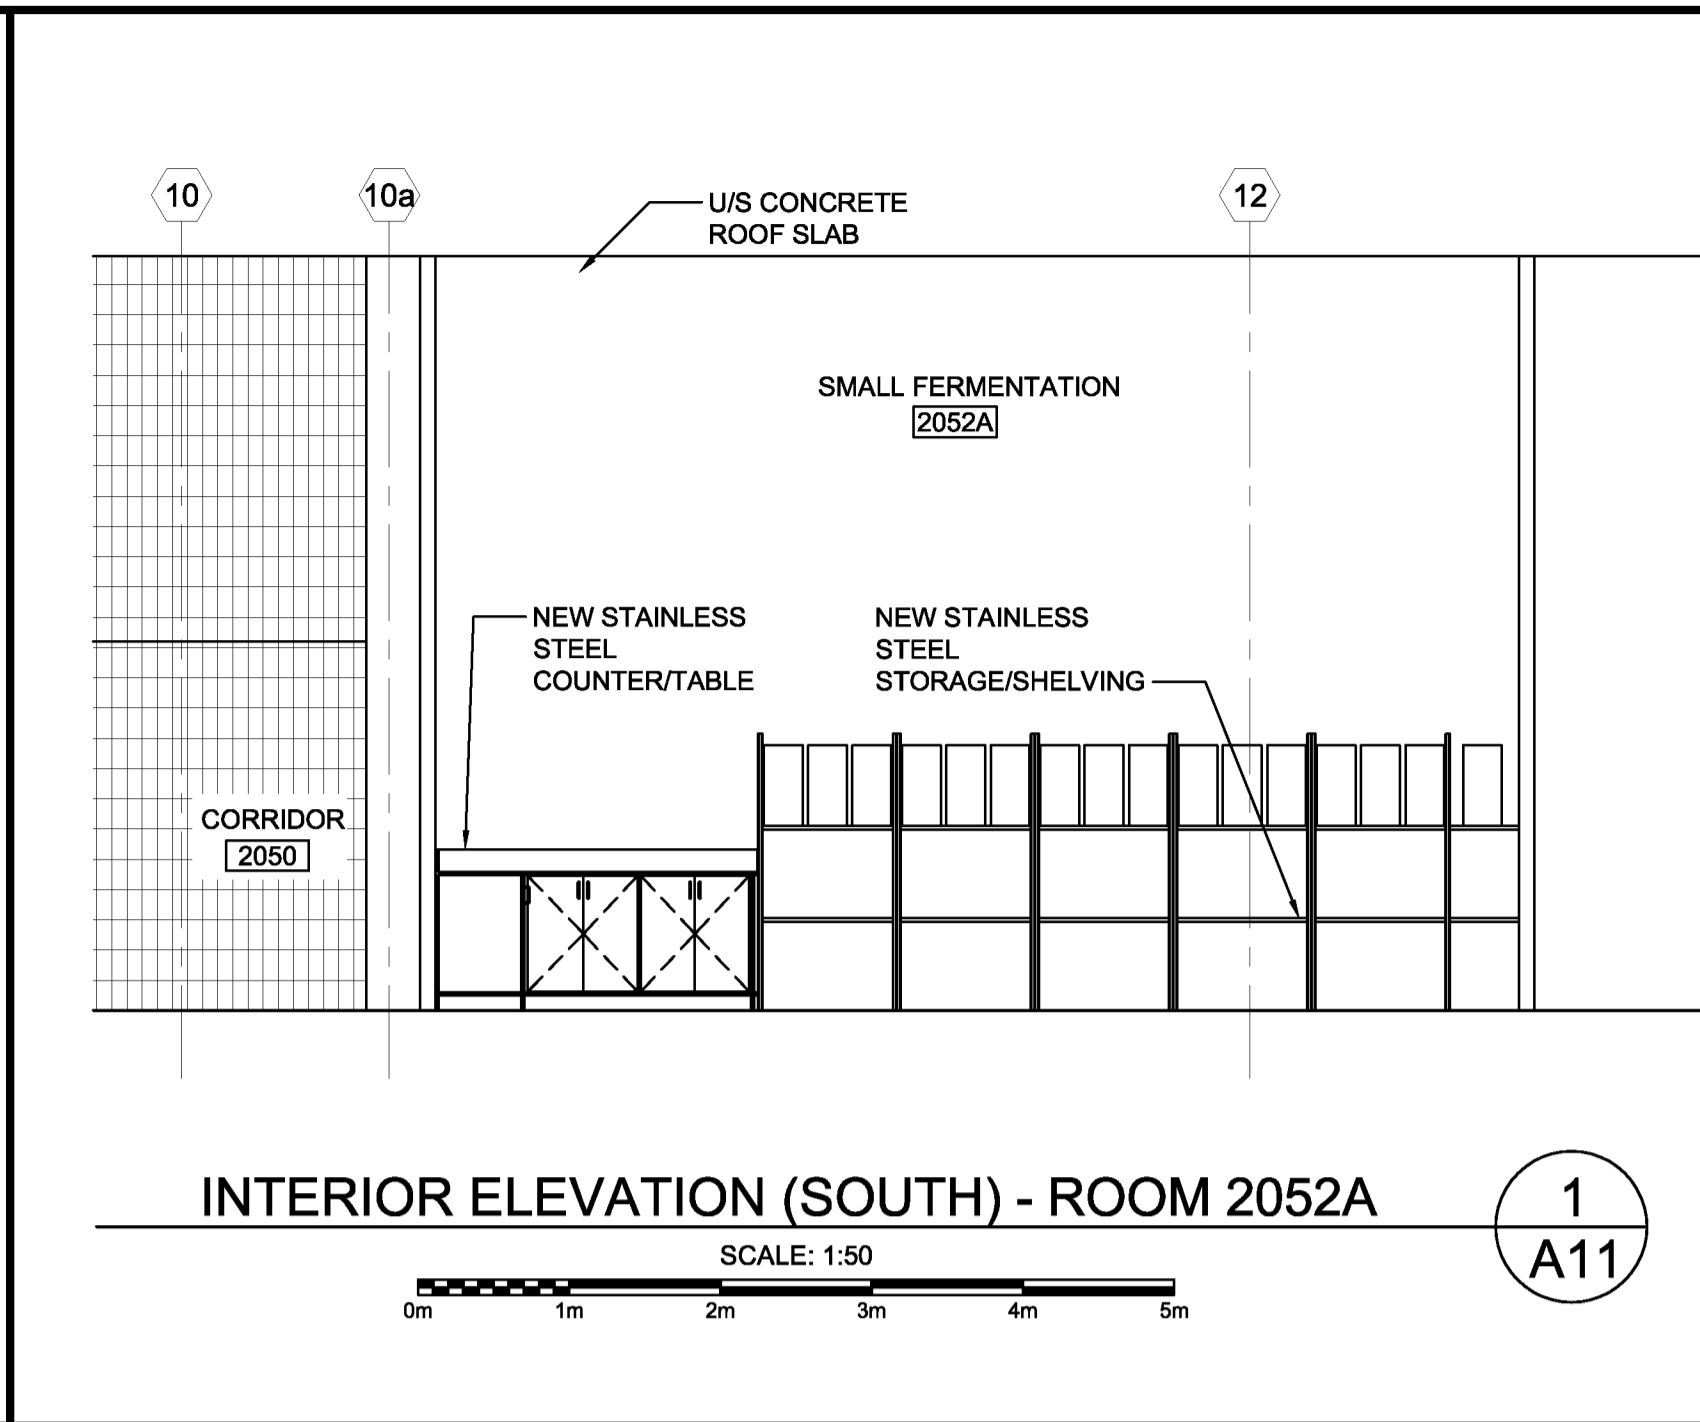 10
10a
12
U/S CONCRETE
ROOF SLAB
SMALL FERMENTATION
2052A
NEW STAINLESS
STEEL
COUNTER/TABLE
NEW STAINLESS
STEEL
STORAGE/SHELVING
CORRIDOR
2050
INTERIOR ELEVATION (SOUTH) - ROOM 2052A
1
A11
SCALE: 1:50
0m 1m 2m 3m 4m 5m